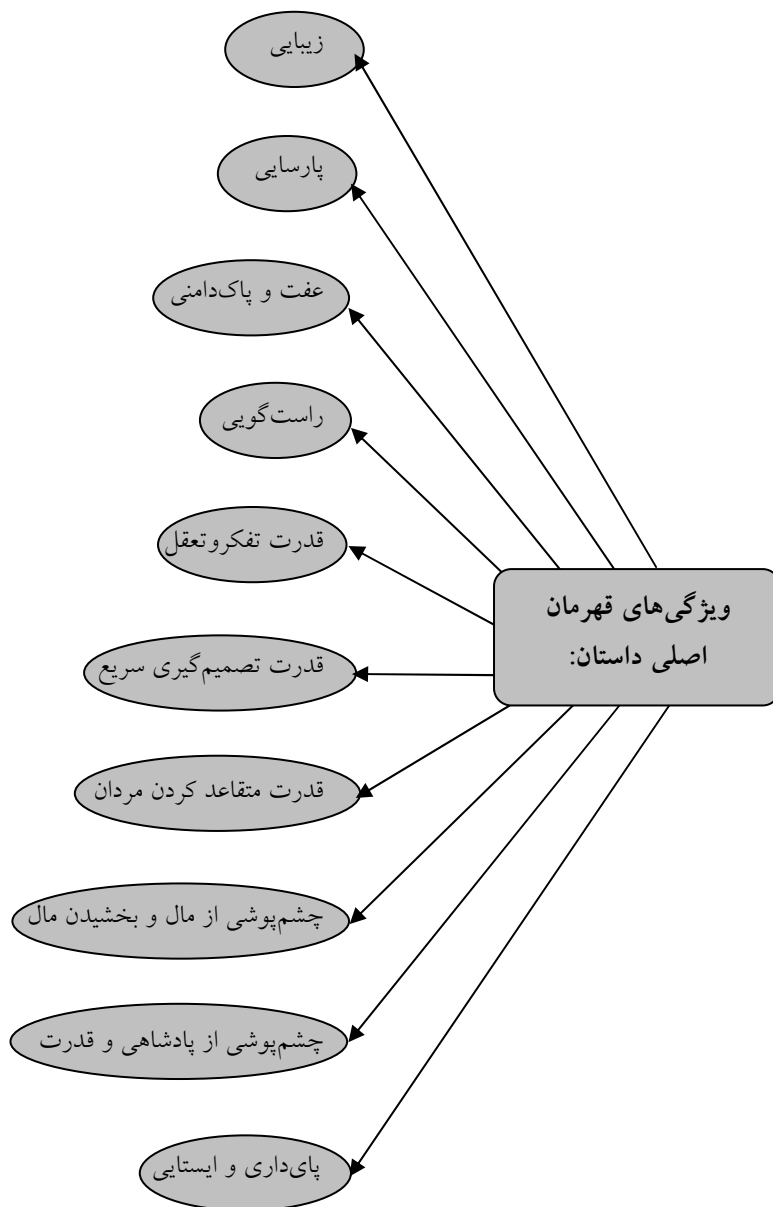 زیبایی
پارسایی
عفت و پاک‌دامنی
راست‌گویی
قدرت تفکروتعقل
ویژگی‌های قهرمان
اصلی داستان:
قدرت تصمیم‌گیری سریع
قدرت متقاعد کردن مردان
چشم‌پوشی از مال و بخشیدن مال
چشم‌پوشی از پادشاهی و قدرت
پای‌داری و ایستایی